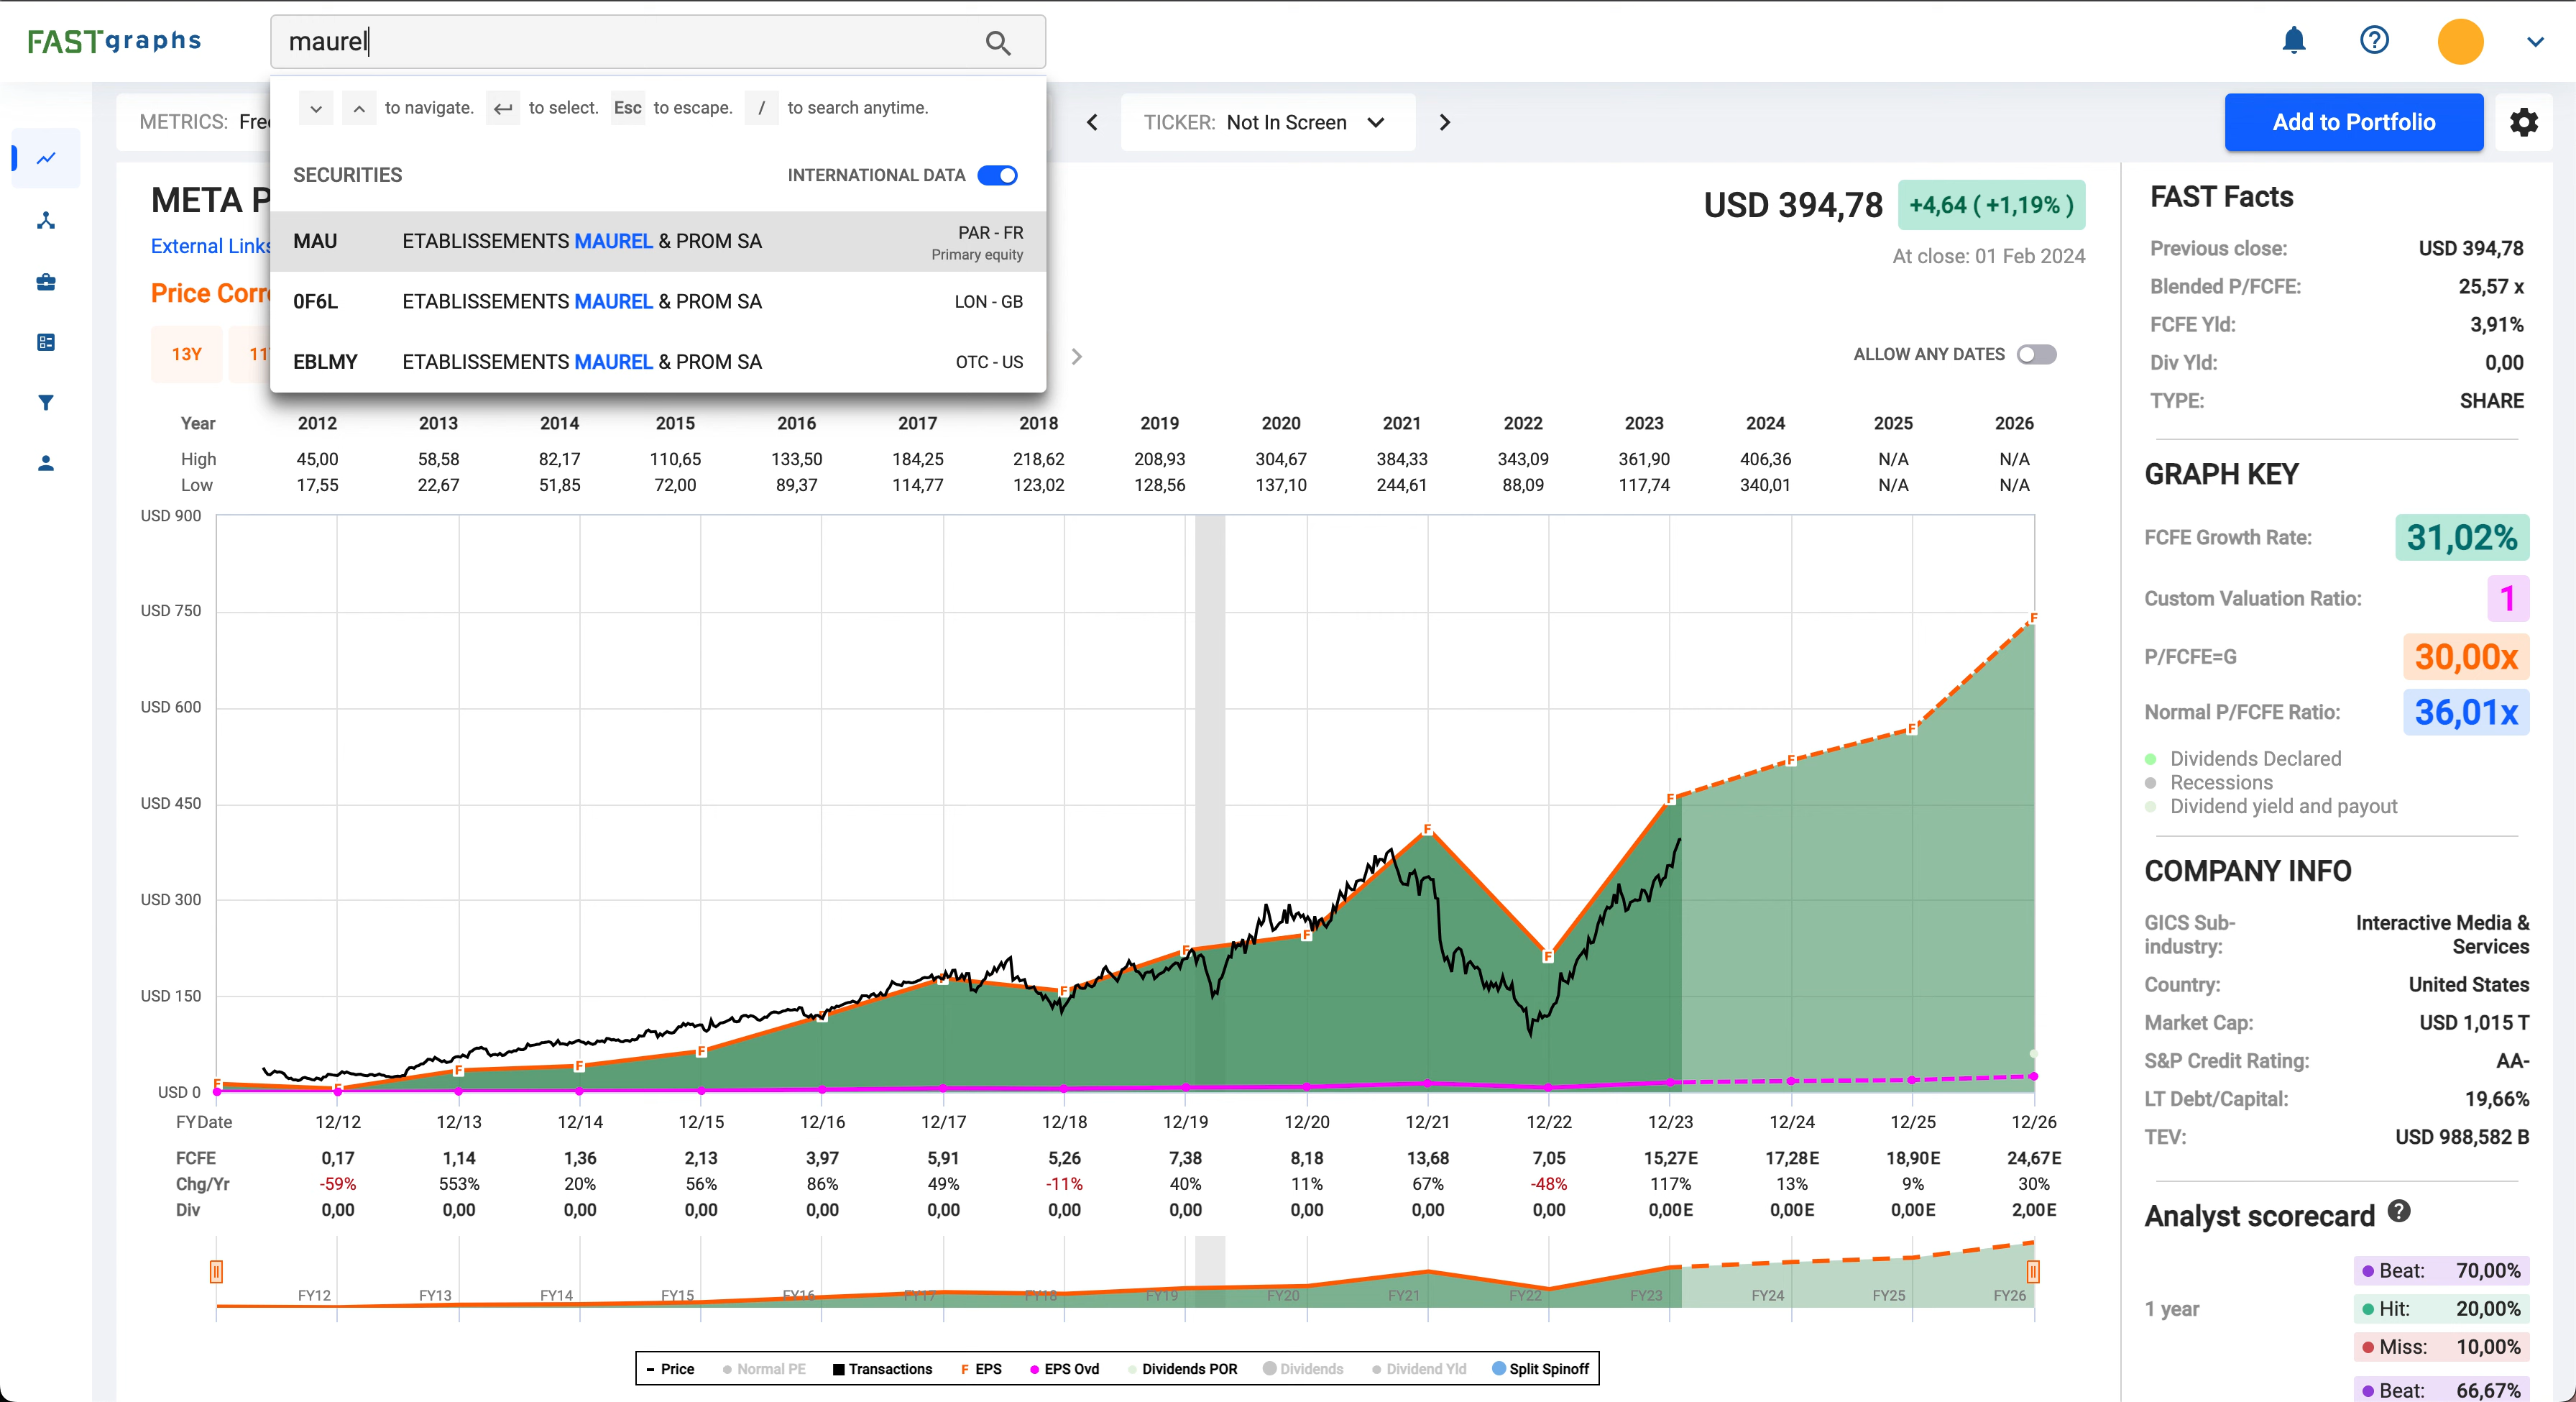 FASTgraphs
maurel
to navigate. to select. Esc to escape. / to search anytime.
SECURITIES INTERNATIONAL DATA
MAU ETABLISSEMENTS MAUREL & PROM SA PAR - FR
Primary equity
0F6L ETABLISSEMENTS MAUREL & PROM SA LON - GB
EBLMY ETABLISSEMENTS MAUREL & PROM SA OTC - US
METRICS: Free
TICKER: Not In Screen
Add to Portfolio
META P
External Links
Price Corre
13Y 11
USD 394,78 +4,64 ( +1,19% )
At close: 01 Feb 2024
ALLOW ANY DATES
Year 2012 2013 2014 2015 2016 2017 2018 2019 2020 2021 2022 2023 2024 2025 2026
High 45,00 58,58 82,17 110,65 133,50 184,25 218,62 208,93 304,67 384,33 343,09 361,90 406,36 N/A N/A
Low 17,55 22,67 51,85 72,00 89,37 114,77 123,02 128,56 137,10 244,61 88,09 117,74 340,01 N/A N/A
USD 900
USD 750
USD 600
USD 450
USD 300
USD 150
USD 0
F F F F F F F F F F F F F F F F
FYDate 12/12 12/13 12/14 12/15 12/16 12/17 12/18 12/19 12/20 12/21 12/22 12/23 12/24 12/25 12/26
FCFE 0,17 1,14 1,36 2,13 3,97 5,91 5,26 7,38 8,18 13,68 7,05 15,27E 17,28E 18,90E 24,67E
Chg/Yr -59% 553% 20% 56% 86% 49% -11% 40% 11% 67% -48% 117% 13% 9% 30%
Div 0,00 0,00 0,00 0,00 0,00 0,00 0,00 0,00 0,00 0,00 0,00 0,00E 0,00E 0,00E 2,00E
FY12 FY13 FY14 FY15 FY16 FY17 FY18 FY19 FY20 FY21 FY22 FY23 FY24 FY25 FY26
Price Normal PE Transactions F EPS EPS Ovd Dividends POR Dividends Dividend Yld Split Spinoff
FAST Facts
Previous close: USD 394,78
Blended P/FCFE: 25,57 x
FCFE Yld: 3,91%
Div Yld: 0,00
TYPE: SHARE
GRAPH KEY
FCFE Growth Rate: 31,02%
Custom Valuation Ratio: 1
P/FCFE=G 30,00x
Normal P/FCFE Ratio: 36,01x
Dividends Declared
Recessions
Dividend yield and payout
COMPANY INFO
GICS Sub-industry: Interactive Media & Services
Country: United States
Market Cap: USD 1,015 T
S&P Credit Rating: AA-
LT Debt/Capital: 19,66%
TEV: USD 988,582 B
Analyst scorecard ?
Beat: 70,00%
1 year Hit: 20,00%
Miss: 10,00%
Beat: 66,67%